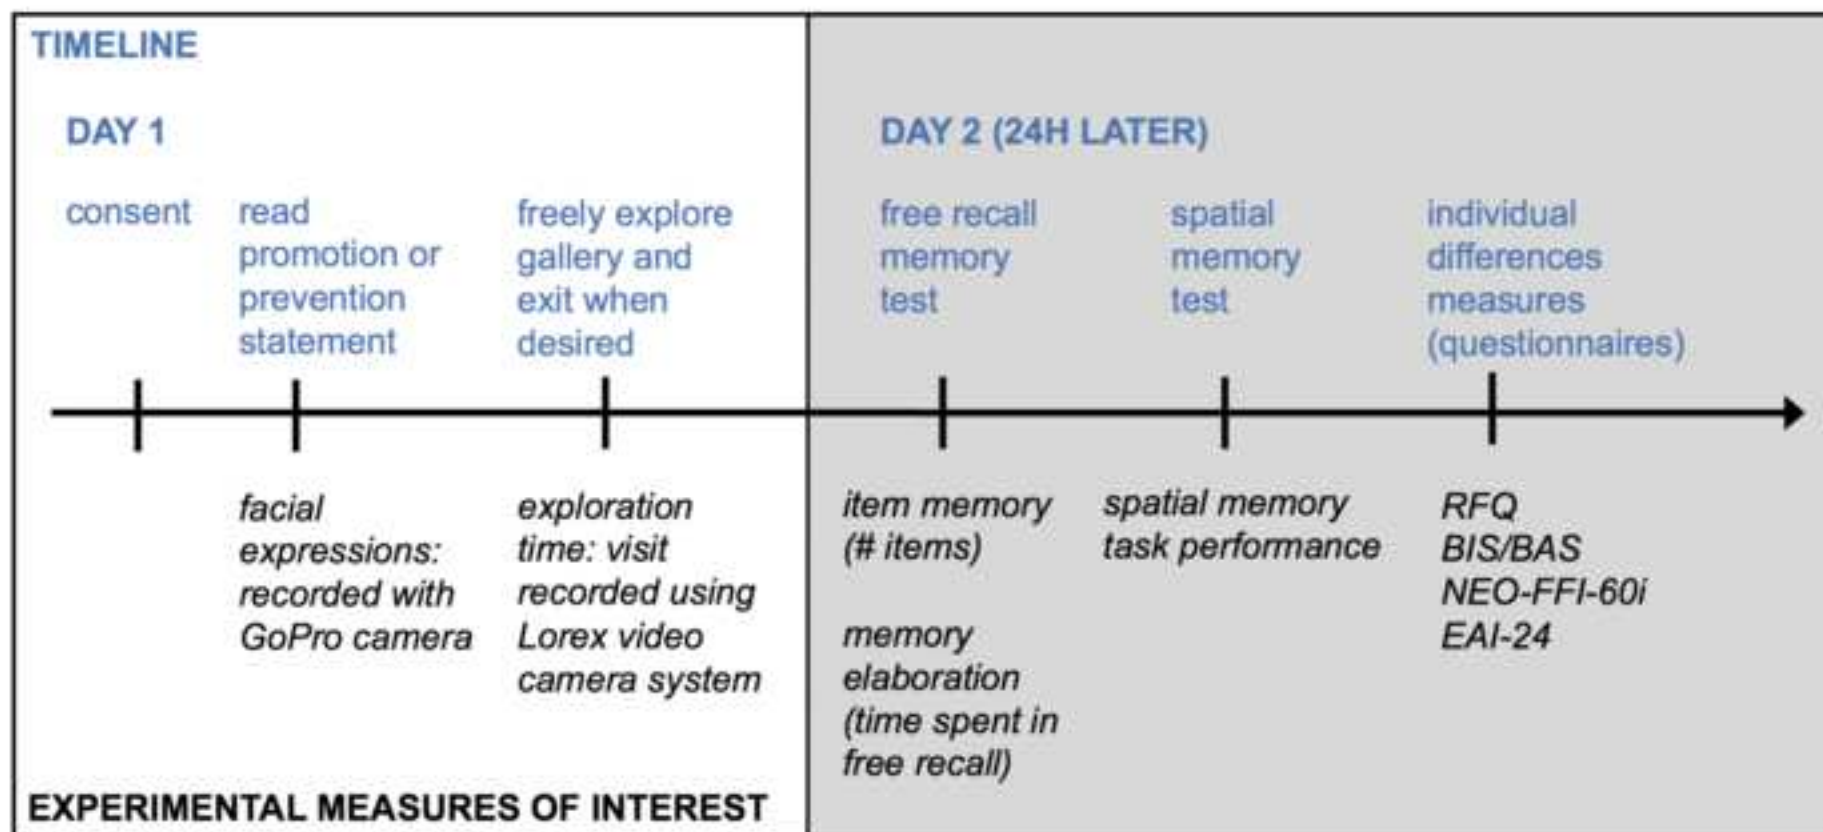 TIMELINE
DAY 1
consent
read
promotion or
prevention
statement
freely explore
gallery and
exit when
desired
DAY 2 (24H LATER)
free recall
memory
test
spatial
memory
test
individual
differences
measures
(questionnaires)
facial
expressions:
recorded with
GoPro camera
exploration
time: visit
recorded using
Lorex video
camera system
item memory
(# items)
memory
elaboration
(time spent in
free recall)
spatial memory
task performance
RFQ
BIS/BAS
NEO-FFI-60i
EAI-24
EXPERIMENTAL MEASURES OF INTEREST